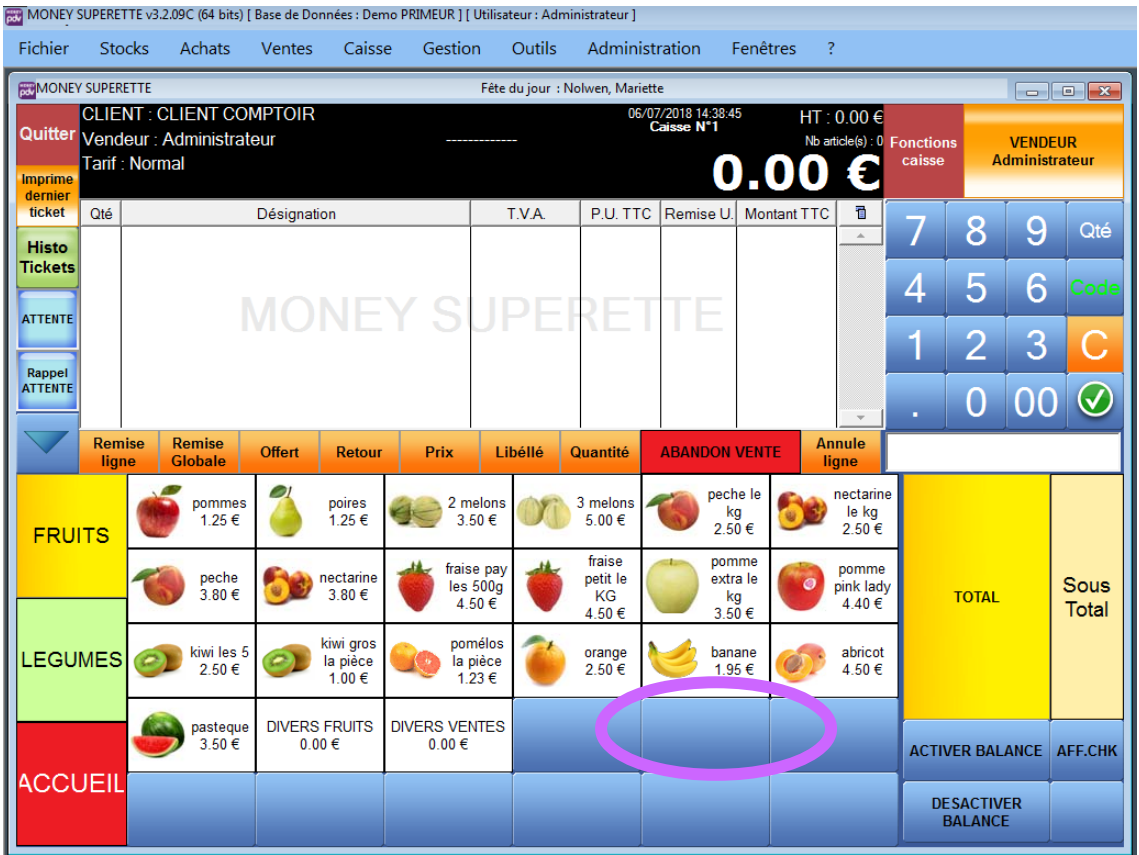 MONEY SUPERETTE v3.2.09C (64 bits) [ Base de Données : Demo PRIMEUR ] [ Utilisateur : Administrateur ]
Fichier Stocks Achats Ventes Caisse Gestion Outils Administration Fenêtres ?
MONEY SUPERETTE Fête du jour : Nolwen, Mariette
Quitter
CLIENT : CLIENT COMPTOIR
Vendeur : Administrateur
Tarif : Normal
-------------
06/07/2018 14:38:45
Caisse N°1
HT : 0.00 €
Nb article(s) : 0
0.00 €
Fonctions
caisse
VENDEUR
Administrateur
Imprime
dernier
ticket
Histo
Tickets
ATTENTE
Rappel
ATTENTE
Qté Désignation T.V.A. P.U. TTC Remise U. Montant TTC
MONEY SUPERETTE
7 8 9 Qté
4 5 6 Code
1 2 3 C
. 0 00
Remise
ligne
Remise
Globale
Offert
Retour
Prix
Libéllé
Quantité
ABANDON VENTE
Annule
ligne
FRUITS
LEGUMES
ACCUEIL
pommes
1.25 €
poires
1.25 €
2 melons
3.50 €
3 melons
5.00 €
peche le
kg
2.50 €
nectarine
le kg
2.50 €
peche
3.80 €
nectarine
3.80 €
fraise pay
les 500g
4.50 €
fraise
petit le
KG
4.50 €
pomme
extra le
kg
3.50 €
pomme
pink lady
4.40 €
kiwi les 5
2.50 €
kiwi gros
la pièce
1.00 €
pomélos
la pièce
1.23 €
orange
2.50 €
banane
1.95 €
abricot
4.50 €
pasteque
3.50 €
DIVERS FRUITS
0.00 €
DIVERS VENTES
0.00 €
TOTAL
Sous
Total
ACTIVER BALANCE
AFF.CHK
DESACTIVER
BALANCE